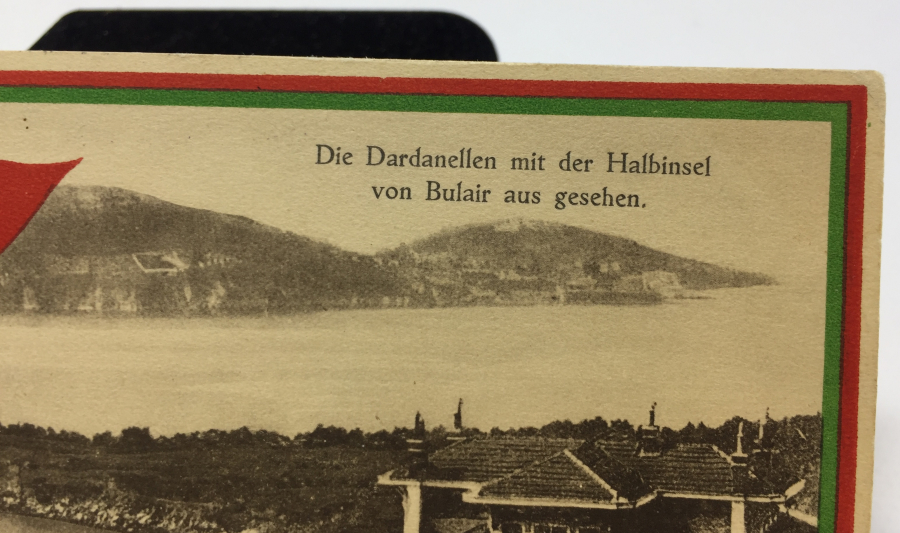 Die Dardanellen mit der Halbinsel
von Bulair aus gesehen.